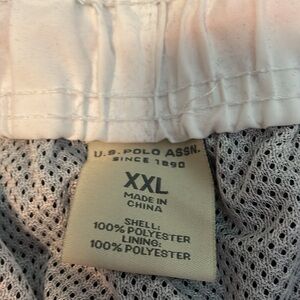 U.S. POLO ASSN.
SINCE 1890
XXL
MADE IN
CHINA
SHELL:
100% POLYESTER
LINING:
100% POLYESTER